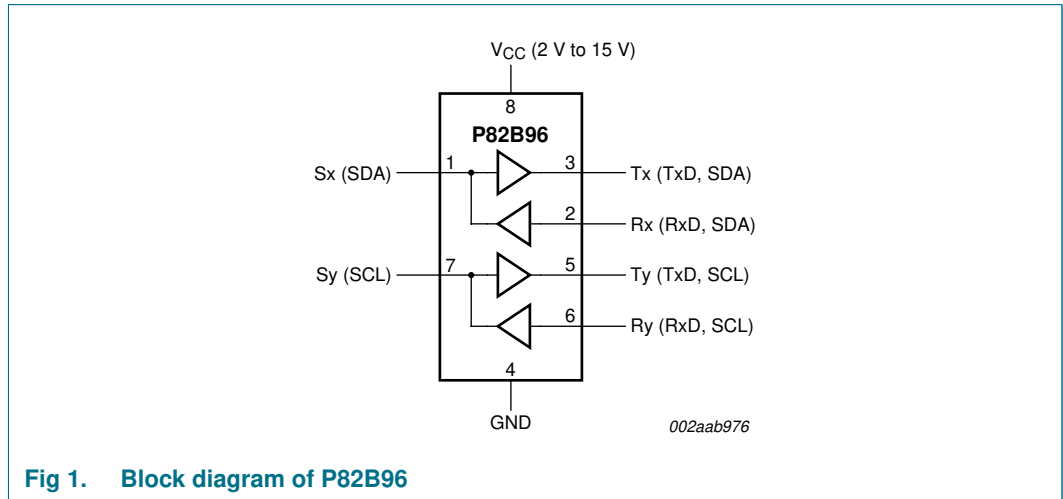 VCC (2 V to 15 V)
8
P82B96
Sx (SDA)
1
3
Tx (TxD, SDA)
2
Rx (RxD, SDA)
Sy (SCL)
7
5
Ty (TxD, SCL)
6
Ry (RxD, SCL)
4
GND
002aab976
Fig 1. Block diagram of P82B96